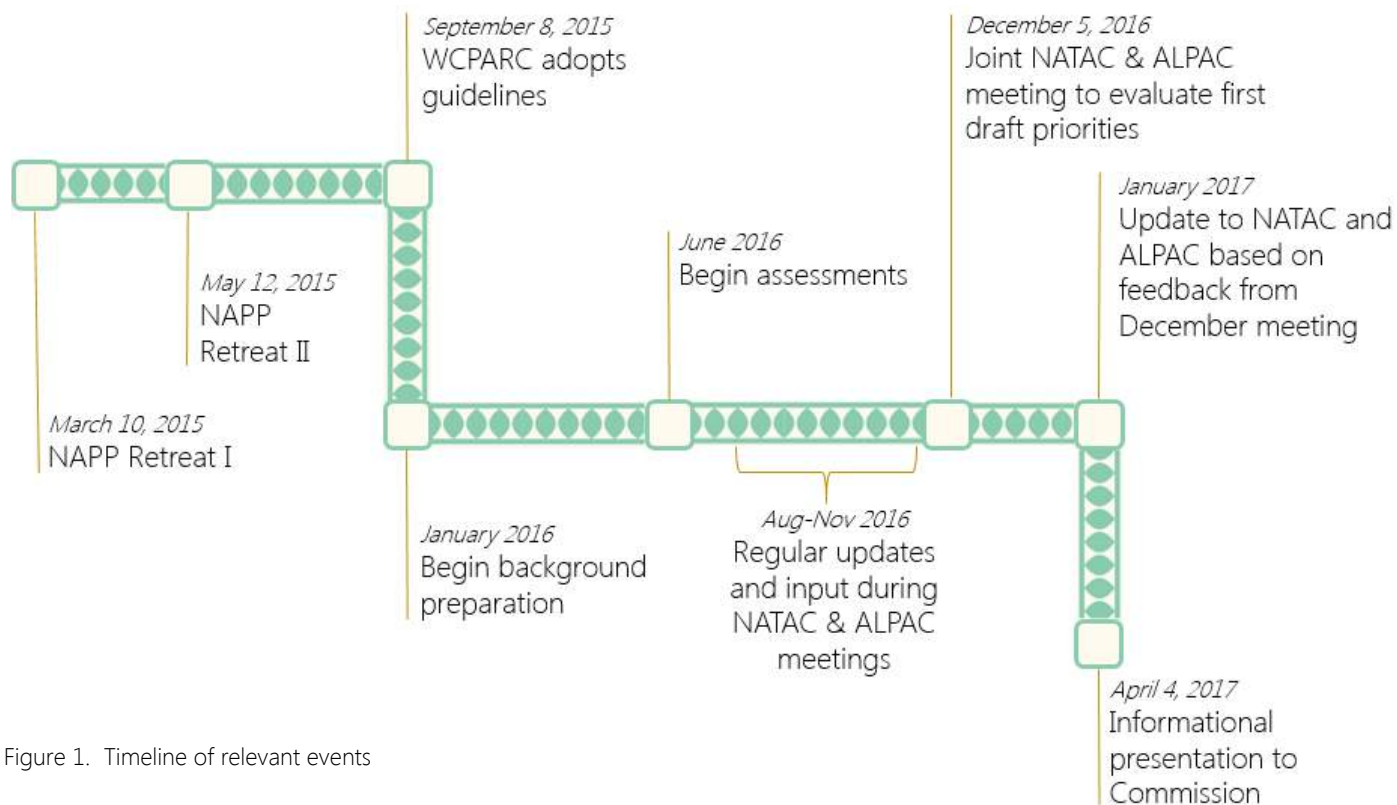 September 8, 2015
WCPARC adopts
guidelines
December 5, 2016
Joint NATAC & ALPAC
meeting to evaluate first
draft priorities
January 2017
Update to NATAC and
ALPAC based on
feedback from
December meeting
June 2016
Begin assessments
May 12, 2015
NAPP
Retreat II
March 10, 2015
NAPP Retreat I
January 2016
Begin background
preparation
Aug-Nov 2016
Regular updates
and input during
NATAC & ALPAC
meetings
April 4, 2017
Informational
presentation to
Commission
Figure 1. Timeline of relevant events